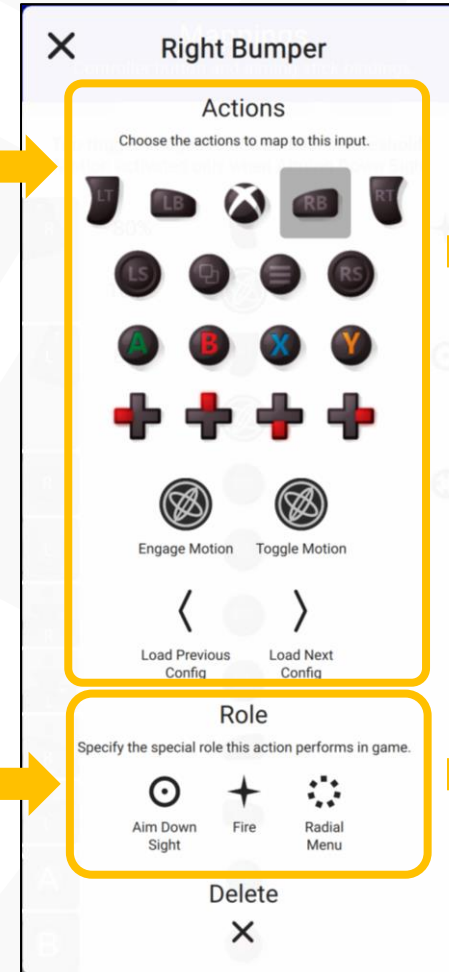 Right Bumper
Actions
Choose the actions to map to this input.
LT LB RB RT
LS RS
A B X Y
Engage Motion Toggle Motion
Load Previous Load Next
Config Config
Role
Specify the special role this action performs in game.
Aim Down Fire Radial
Sight Menu
Delete